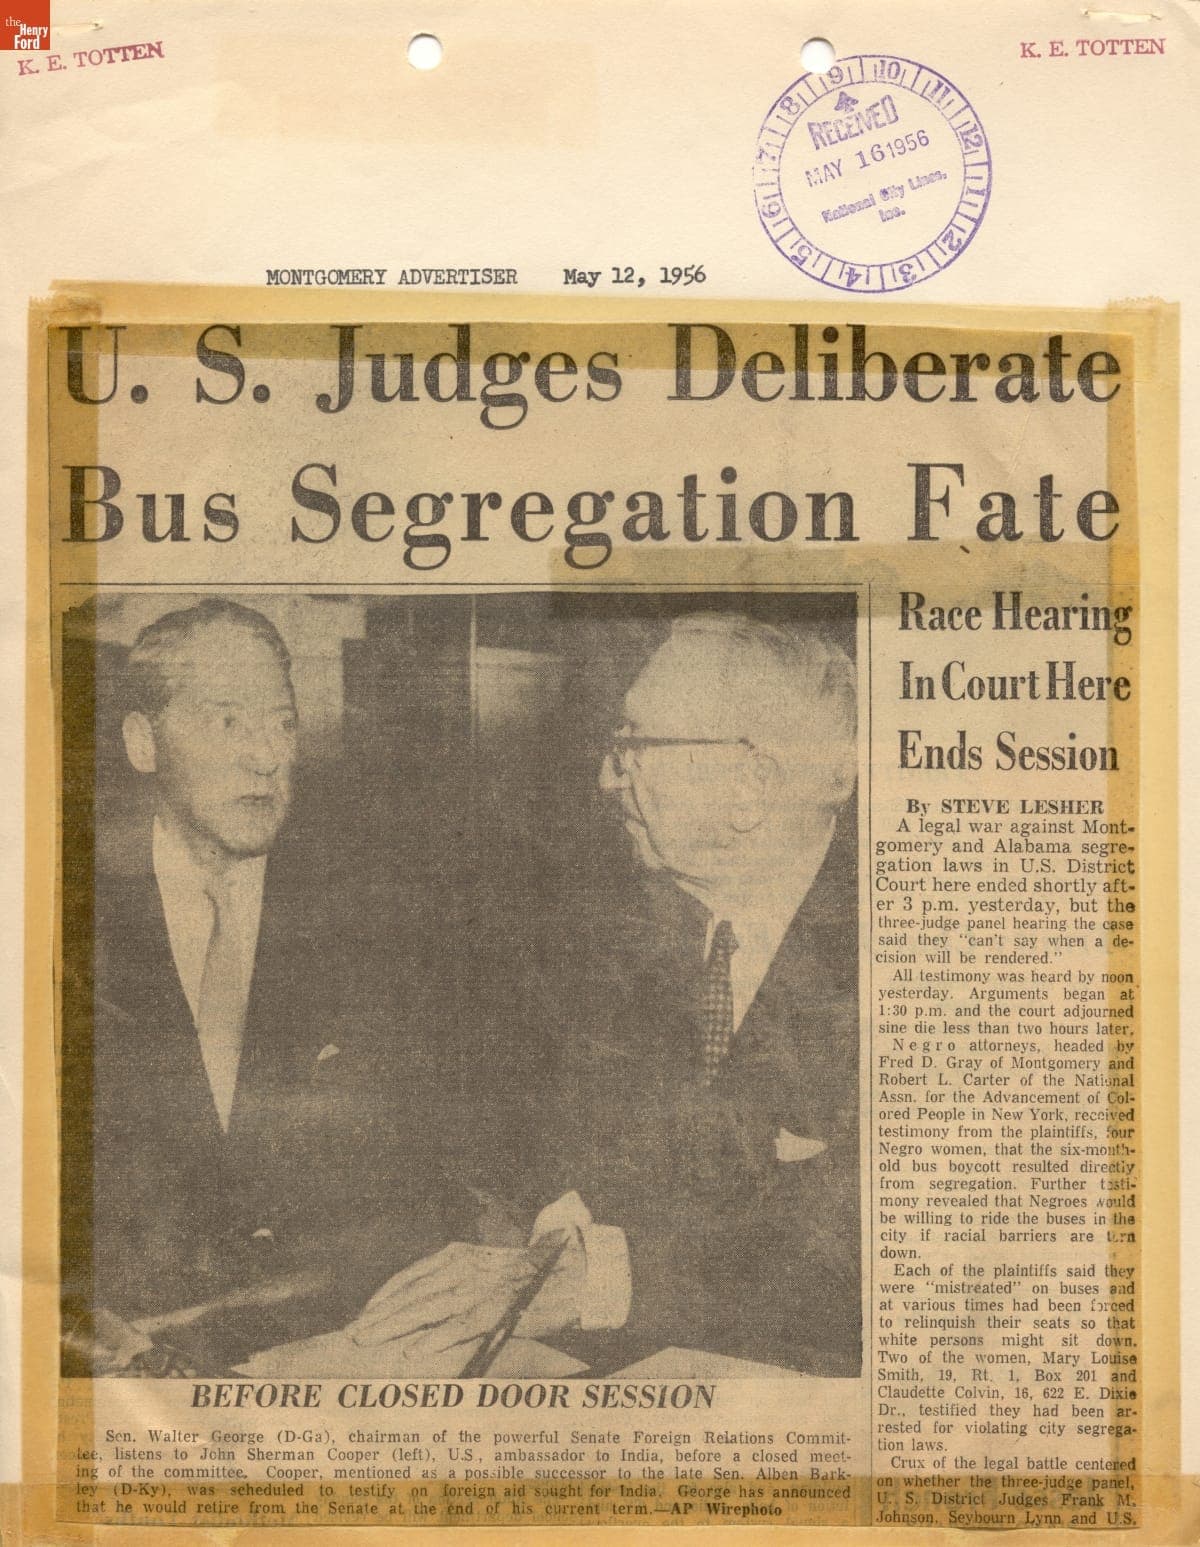 the
Henry
Ford
K. E. TOTTEN
K. E. TOTTEN
8 9 10 11 12 1 2 3 4 5 6 7
RECEIVED
MAY 16 1956
National City Lines,
Inc.
MONTGOMERY ADVERTISER May 12, 1956
U. S. Judges Deliberate
Bus Segregation Fate
BEFORE CLOSED DOOR SESSION
Sen. Walter George (D-Ga), chairman of the powerful Senate Foreign Relations Commit-
tee, listens to John Sherman Cooper (left), U.S, ambassador to India, before a closed meet-
ing of the committee. Cooper, mentioned as a possible successor to the late Sen. Alben Bark-
ley (D-Ky), was scheduled to testify on foreign aid sought for India. George has announced
that he would retire from the Senate at the end of his current term.—AP Wirephoto
Race Hearing
In Court Here
Ends Session
By STEVE LESHER
A legal war against Mont-
gomery and Alabama segre-
gation laws in U.S. District
Court here ended shortly aft-
er 3 p.m. yesterday, but the
three-judge panel hearing the case
said they "can't say when a de-
cision will be rendered."
All testimony was heard by noon
yesterday. Arguments began at
1:30 p.m. and the court adjourned
sine die less than two hours later.
Negro attorneys, headed by
Fred D. Gray of Montgomery and
Robert L. Carter of the National
Assn. for the Advancement of Col-
ored People in New York, received
testimony from the plaintiffs, four
Negro women, that the six-month-
old bus boycott resulted directly
from segregation. Further testi-
mony revealed that Negroes would
be willing to ride the buses in the
city if racial barriers are torn
down.
Each of the plaintiffs said they
were "mistreated" on buses and
at various times had been forced
to relinquish their seats so that
white persons might sit down.
Two of the women, Mary Louise
Smith, 19, Rt. 1, Box 201 and
Claudette Colvin, 16, 622 E. Dixie
Dr., testified they had been ar-
rested for violating city segrega-
tion laws.
Crux of the legal battle centered
on whether the three-judge panel,
U. S. District Judges Frank M.
Johnson, Seybourn Lynn and U.S.